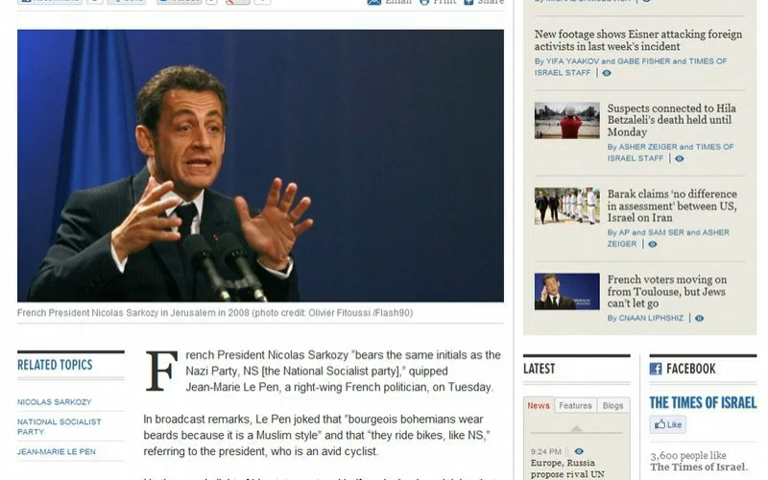 Email Print Share
French President Nicolas Sarkozy in Jerusalem in 2008 (photo credit: Olivier Fitoussi /Flash90)
RELATED TOPICS
NICOLAS SARKOZY
NATIONAL SOCIALIST
PARTY
JEAN-MARIE LE PEN
French President Nicolas Sarkozy "bears the same initials as the
Nazi Party, NS [the National Socialist party]," quipped
Jean-Marie Le Pen, a right-wing French politician, on Tuesday.
In broadcast remarks, Le Pen joked that "bourgeois bohemians wear
beards because it is a Muslim style" and that "they ride bikes, like NS,"
referring to the president, who is an avid cyclist.
New footage shows Eisner attacking foreign
activists in last week's incident
By YIFA YAAKOV and GABE FISHER and TIMES OF
ISRAEL STAFF |
Suspects connected to Hila
Betzaleli's death held until
Monday
By ASHER ZEIGER and TIMES OF
ISRAEL STAFF |
Barak claims 'no difference
in assessment' between US,
Israel on Iran
By AP and SAM SER and ASHER
ZEIGER |
French voters moving on
from Toulouse, but Jews
can't let go
By CNAAN LIPHSHIZ |
LATEST
News Features Blogs
9:24 PM
Europe, Russia
propose rival UN
FACEBOOK
THE TIMES OF ISRAEL
Like
3,600 people like
The Times of Israel.